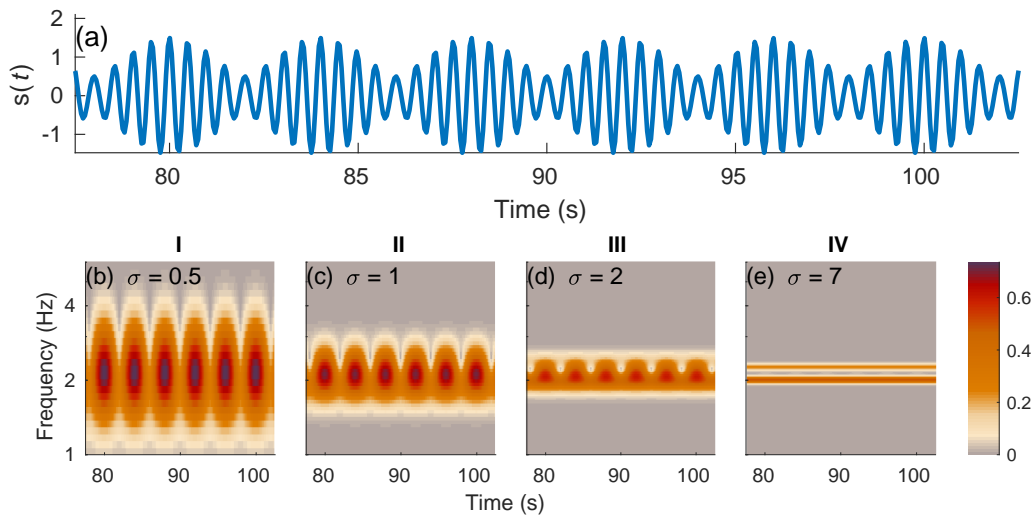 (a)
s(t)
2
1
0
-1
80 85 90 95 100
Time (s)
I II III IV
(b) σ = 0.5 (c) σ = 1 (d) σ = 2 (e) σ = 7
Frequency (Hz)
4
2
1
0.6
0.4
0.2
0
80 90 100 80 90 100 80 90 100 80 90 100
Time (s)